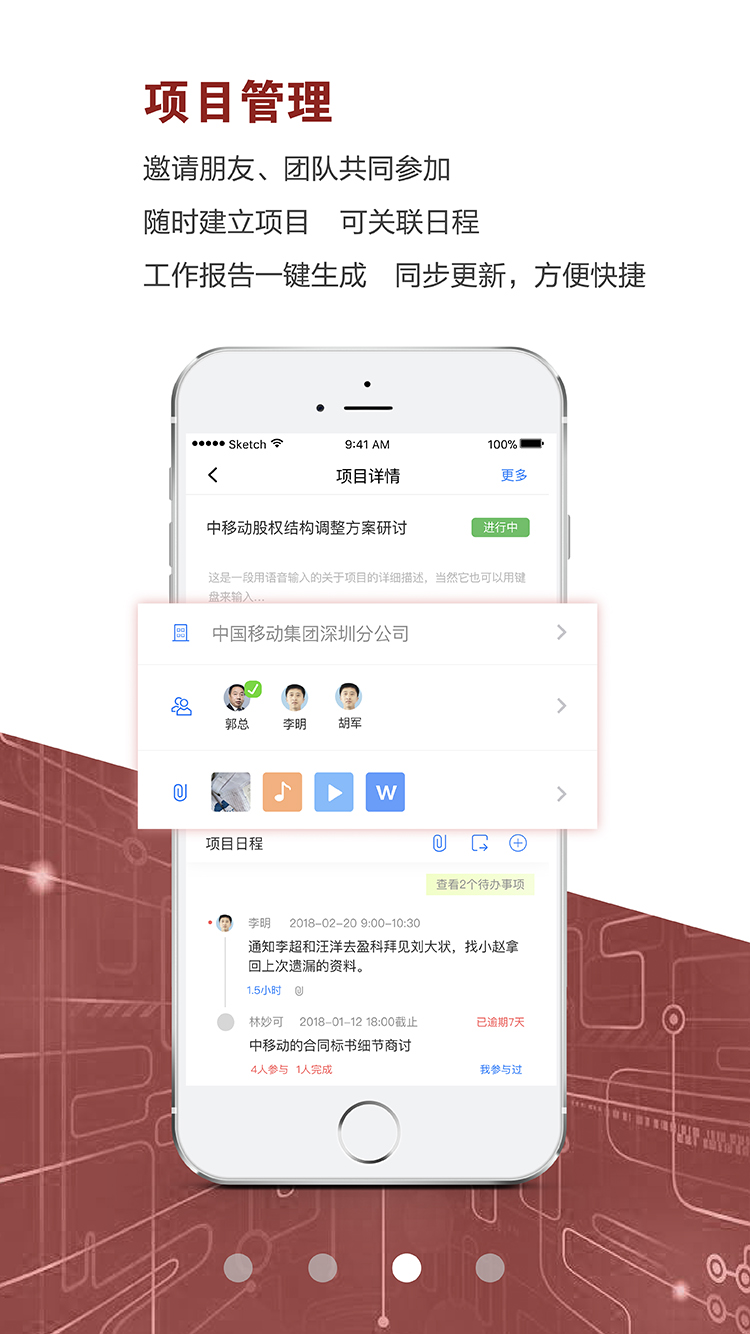 项目管理
邀请朋友、团队共同参加
随时建立项目 可关联日程
工作报告一键生成 同步更新，方便快捷
Sketch 9:41 AM 100%
项目详情 更多
中移动股权结构调整方案研讨 进行中
这是一段用语音输入的关于项目的详细描述，当然它也可以用键
盘来输入...
中国移动集团深圳分公司
郭总 李明 胡军
W
项目日程
查看2个待办事项
李明 2018-02-20 9:00-10:30
通知李超和汪洋去盈科拜见刘大状，找小赵拿
回上次遗漏的资料。
1.5小时
林妙可 2018-01-12 18:00截止 已逾期7天
中移动的合同标书细节商讨
4人参与 1人完成 我参与过